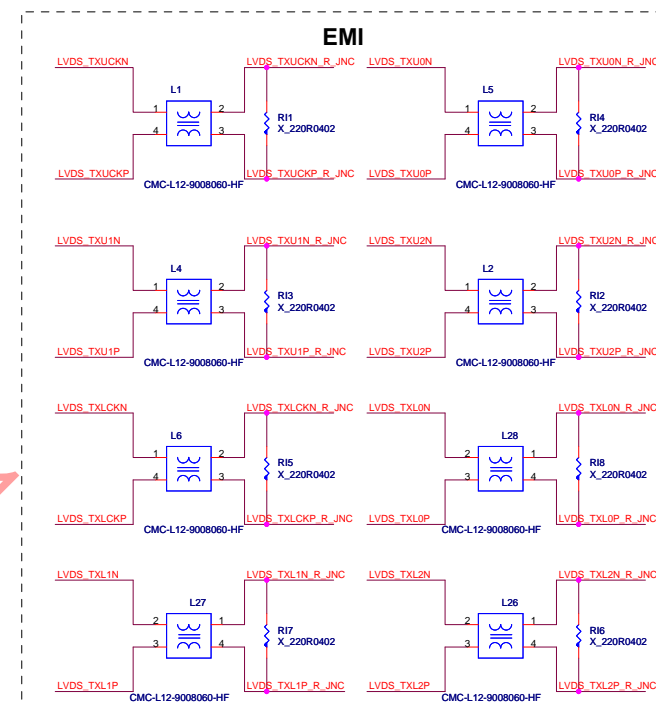 EMI
LVDS_TXUCKN LVDS_TXUCKN_R_JNC LVDS_TXU0N LVDS_TXU0N_R_JNC
L1 L5
1 2 1 2
RI1 RI4
4 3 X_220R0402 4 3 X_220R0402
LVDS_TXUCKP LVDS_TXUCKP_R_JNC LVDS_TXU0P LVDS_TXU0P_R_JNC
CMC-L12-9008060-HF CMC-L12-9008060-HF
LVDS_TXU1N LVDS_TXU1N_R_JNC LVDS_TXU2N LVDS_TXU2N_R_JNC
L4 L2
1 2 1 2
RI3 RI2
4 3 X_220R0402 4 3 X_220R0402
LVDS_TXU1P LVDS_TXU1P_R_JNC LVDS_TXU2P LVDS_TXU2P_R_JNC
CMC-L12-9008060-HF CMC-L12-9008060-HF
LVDS_TXLCKN LVDS_TXLCKN_R_JNC LVDS_TXL0N LVDS_TXL0N_R_JNC
L6 L28
1 2 2 1
RI5 RI8
4 3 X_220R0402 3 4 X_220R0402
LVDS_TXLCKP LVDS_TXLCKP_R_JNC LVDS_TXL0P LVDS_TXL0P_R_JNC
CMC-L12-9008060-HF CMC-L12-9008060-HF
LVDS_TXL1N LVDS_TXL1N_R_JNC LVDS_TXL2N LVDS_TXL2N_R_JNC
L27 L26
2 1 2 1
RI7 RI6
3 4 X_220R0402 3 4 X_220R0402
LVDS_TXL1P LVDS_TXL1P_R_JNC LVDS_TXL2P LVDS_TXL2P_R_JNC
CMC-L12-9008060-HF CMC-L12-9008060-HF